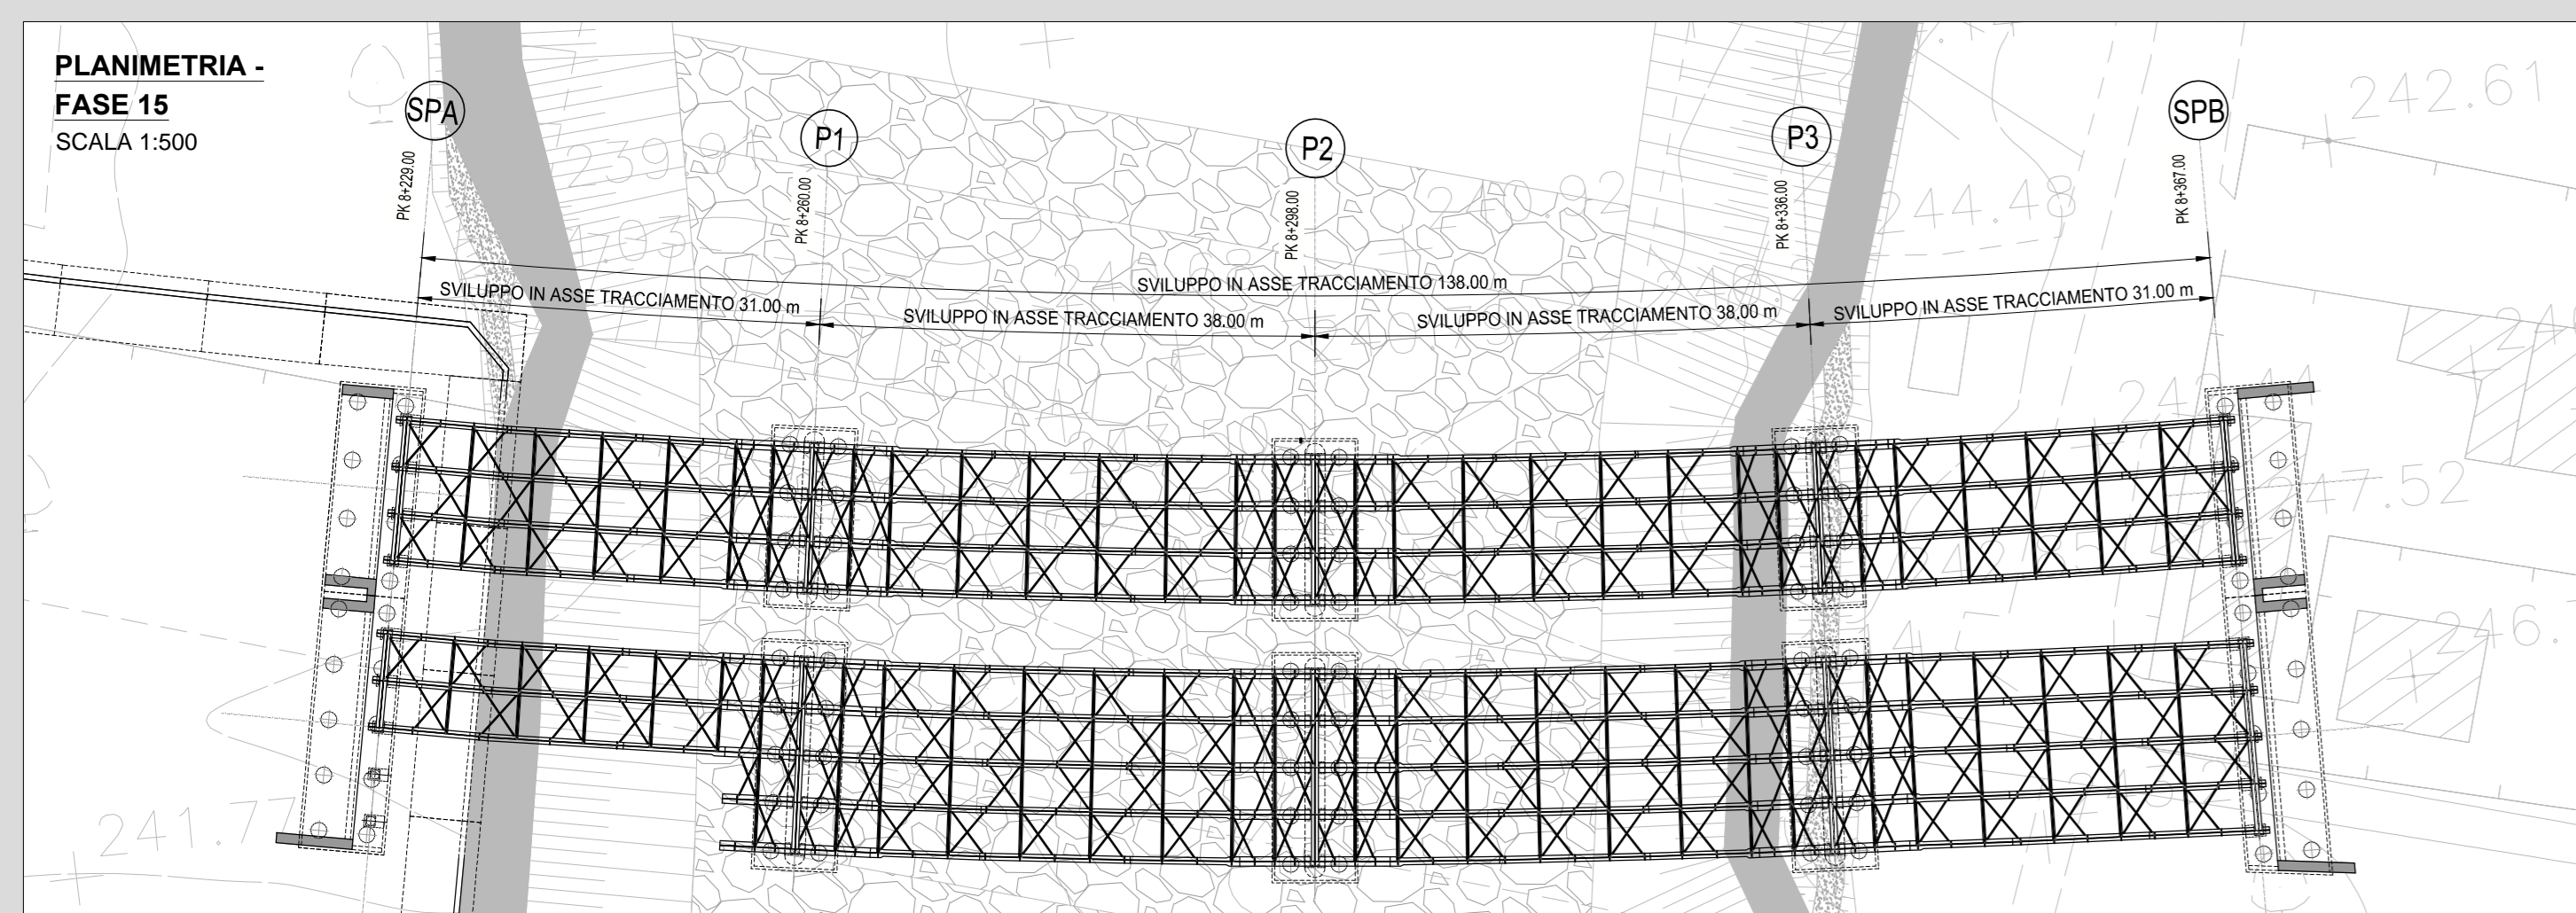 PLANIMETRIA -
FASE 15
SCALA 1:500
SPA
P1
P2
P3
SPB
PK 8+229.00
PK 8+260.00
PK 8+298.00
PK 8+336.00
PK 8+367.00
SVILUPPO IN ASSE TRACCIAMENTO 138.00 m
SVILUPPO IN ASSE TRACCIAMENTO 31.00 m
SVILUPPO IN ASSE TRACCIAMENTO 38.00 m
SVILUPPO IN ASSE TRACCIAMENTO 38.00 m
SVILUPPO IN ASSE TRACCIAMENTO 31.00 m
242.61
244.48
241.77